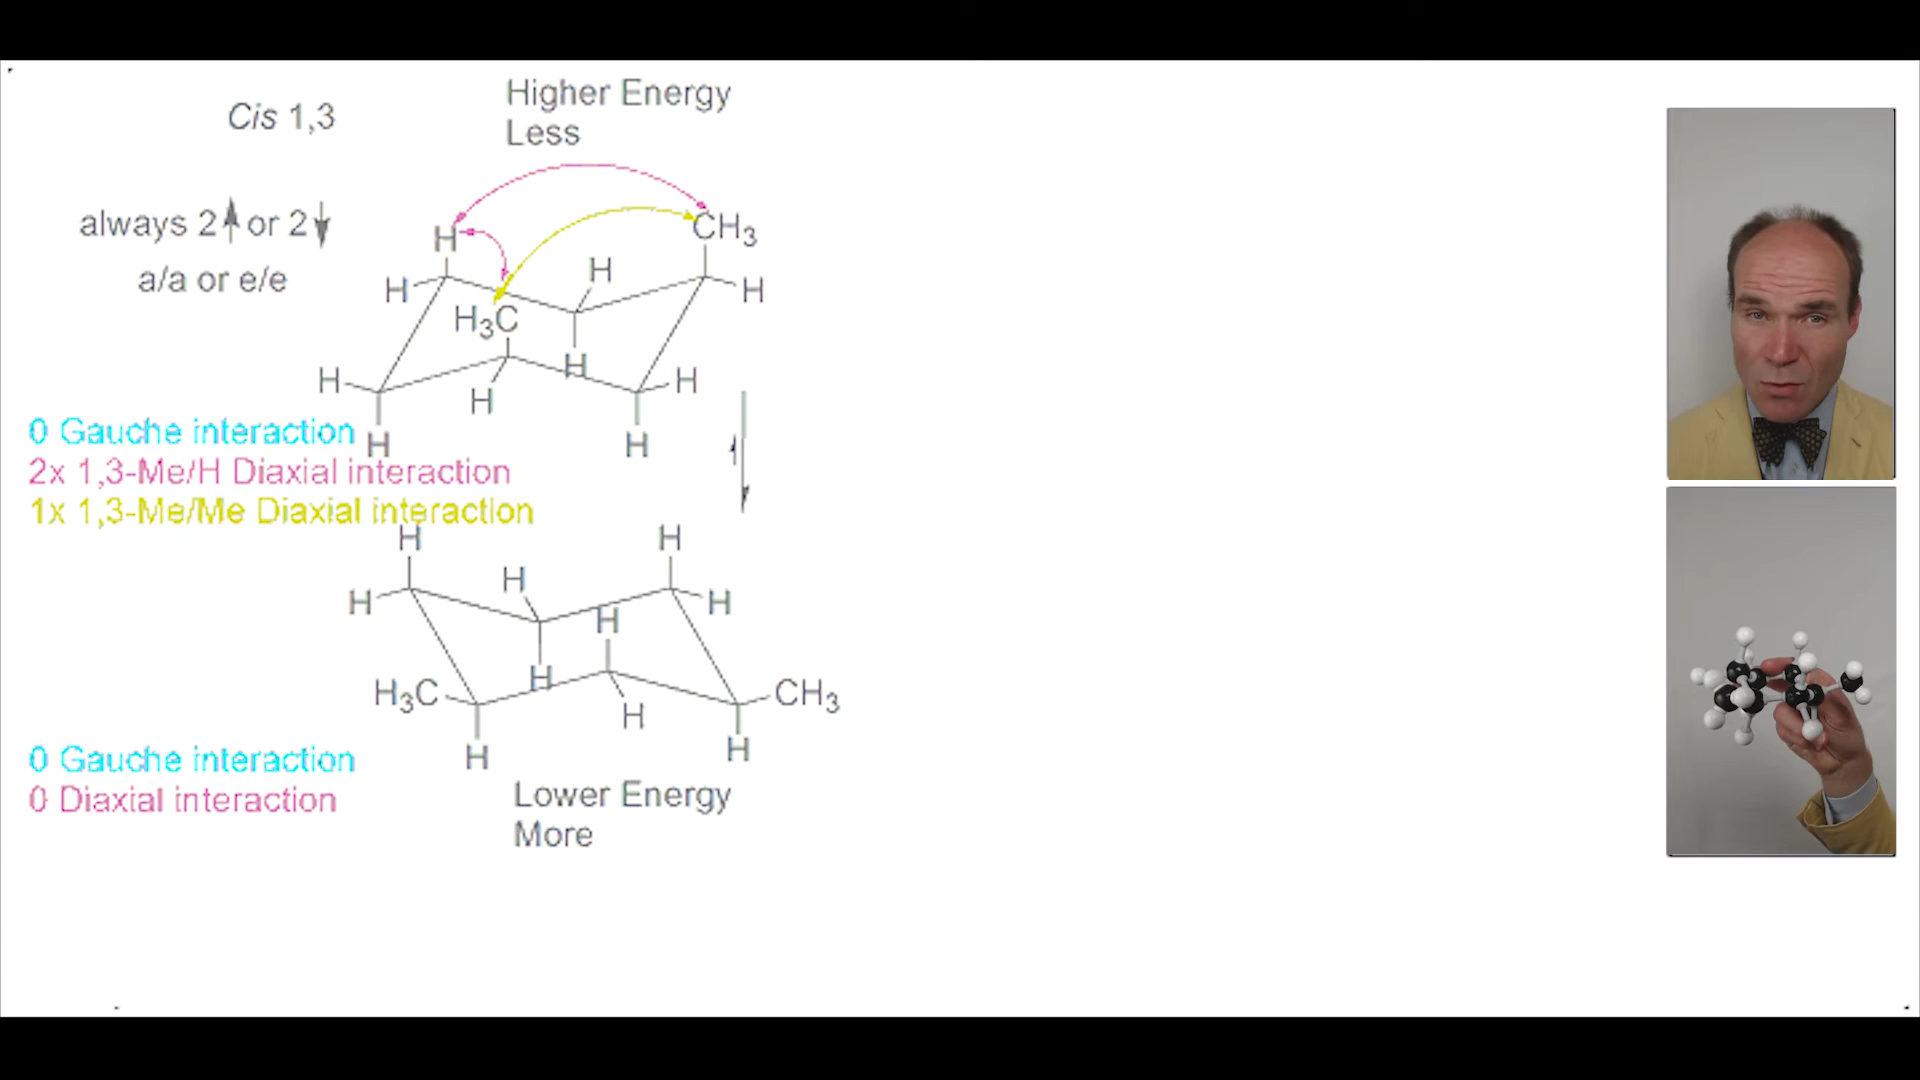 Cis 1,3
Higher Energy
Less
always 2 or 2
a/a or e/e
H
CH3
H
H
H
H3C
H
H
H
H
H
H
H
0 Gauche interaction
2x 1,3-Me/H Diaxial interaction
1x 1,3-Me/Me Diaxial interaction
H
H
H
H
H
H
H
H3C
H
CH3
H
H
0 Gauche interaction
0 Diaxial interaction
Lower Energy
More